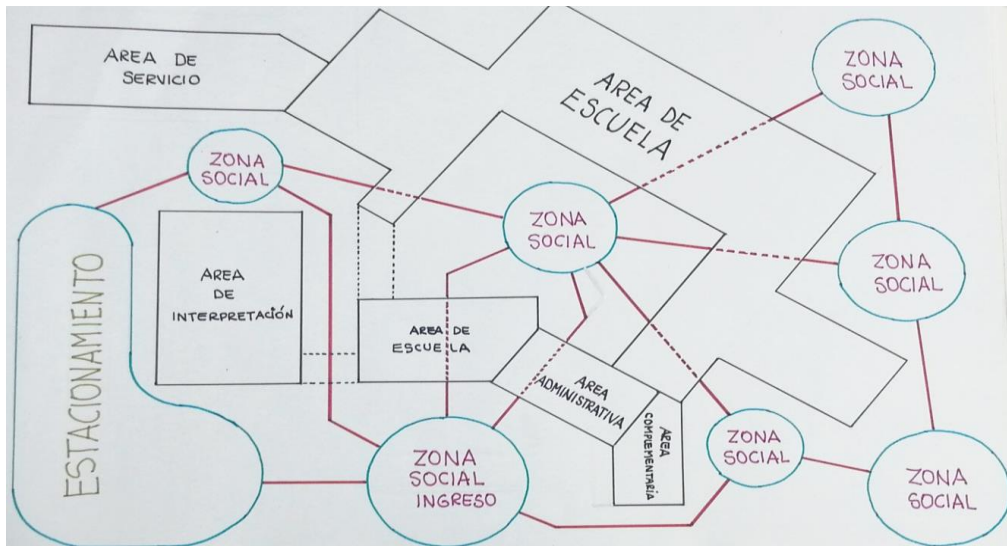 AREA DE
SERVICIO
AREA DE
ESCUELA
ZONA
SOCIAL
ZONA
SOCIAL
ZONA
SOCIAL
ZONA
SOCIAL
ESTACIONAMIENTO
AREA
DE
INTERPRETACIÓN
AREA DE
ESCUELA
AREA
ADMINISTRATIVA
AREA
COMPLEMENTARIA
ZONA
SOCIAL
INGRESO
ZONA
SOCIAL
ZONA
SOCIAL